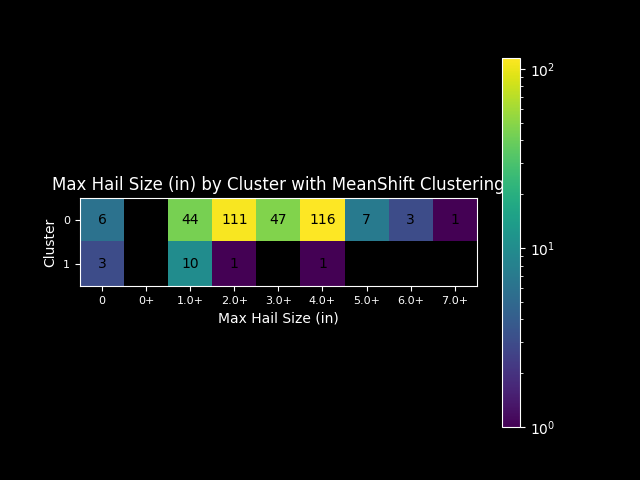 Max Hail Size (in) by Cluster with MeanShift Clustering
Cluster
0 6 44 111 47 116 7 3 1
1 3 10 1 1
0 0+ 1.0+ 2.0+ 3.0+ 4.0+ 5.0+ 6.0+ 7.0+
Max Hail Size (in)
10²
10¹
10⁰